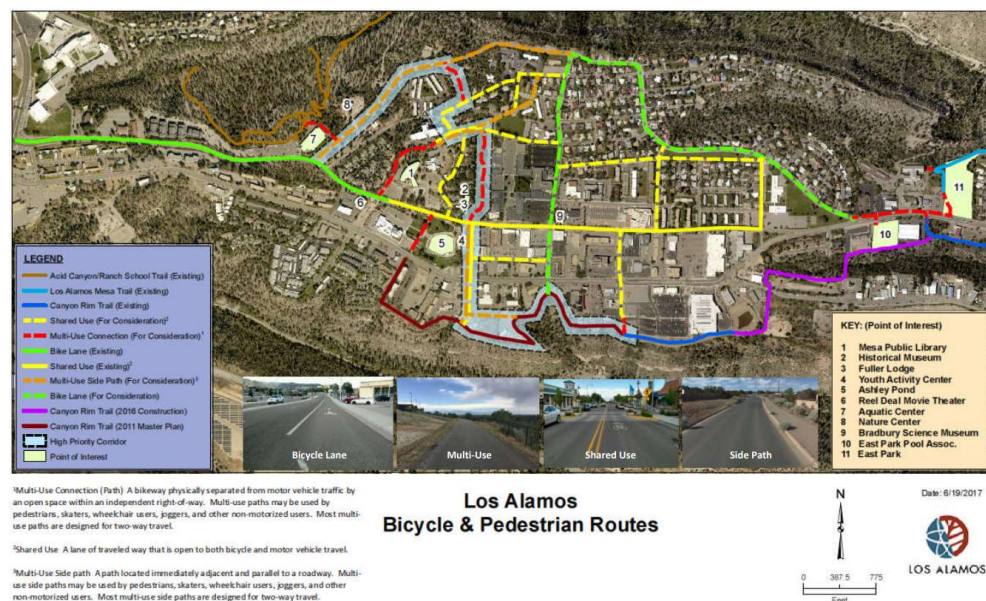 7
8
1
2
3
4
5
6
9
10
11
LEGEND
Acid Canyon/Ranch School Trail (Existing)
Los Alamos Mesa Trail (Existing)
Canyon Rim Trail (Existing)
Shared Use (For Consideration)²
Multi-Use Connection (For Consideration)¹
Bike Lane (Existing)
Shared Use (Existing)²
Multi-Use Side Path (For Consideration)³
Bike Lane (For Consideration)
Canyon Rim Trail (2016 Construction)
Canyon Rim Trail (2011 Master Plan)
High Priority Corridor
Point of Interest
Bicycle Lane
Multi-Use
Shared Use
Side Path
KEY: (Point of Interest)
1 Mesa Public Library
2 Historical Museum
3 Fuller Lodge
4 Youth Activity Center
5 Ashley Pond
6 Reel Deal Movie Theater
7 Aquatic Center
8 Nature Center
9 Bradbury Science Museum
10 East Park Pool Assoc.
11 East Park
¹Multi-Use Connection (Path) A bikeway physically separated from motor vehicle traffic by
an open space within an independent right-of-way. Multi-use paths may be used by
pedestrians, skaters, wheelchair users, joggers, and other non-motorized users. Most multi-
use paths are designed for two-way travel.
²Shared Use A lane of traveled way that is open to both bicycle and motor vehicle travel.
³Multi-Use Side path A path located immediately adjacent and parallel to a roadway. Multi-
use side paths may be used by pedestrians, skaters, wheelchair users, joggers, and other
non-motorized users. Most multi-use side paths are designed for two-way travel.
Los Alamos
Bicycle & Pedestrian Routes
N
Date: 6/19/2017
LOS ALAMOS
0 387.5 775
Feet